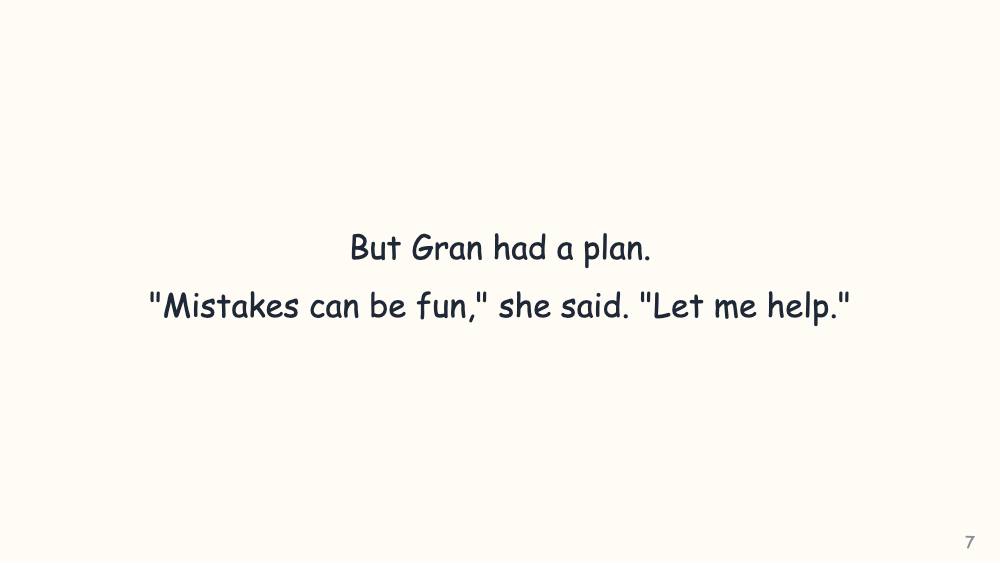 But Gran had a plan.
"Mistakes can be fun," she said. "Let me help."
7